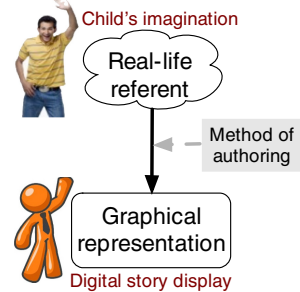 Child's imagination
Real-life
referent
Method of
authoring
Graphical
representation
Digital story display